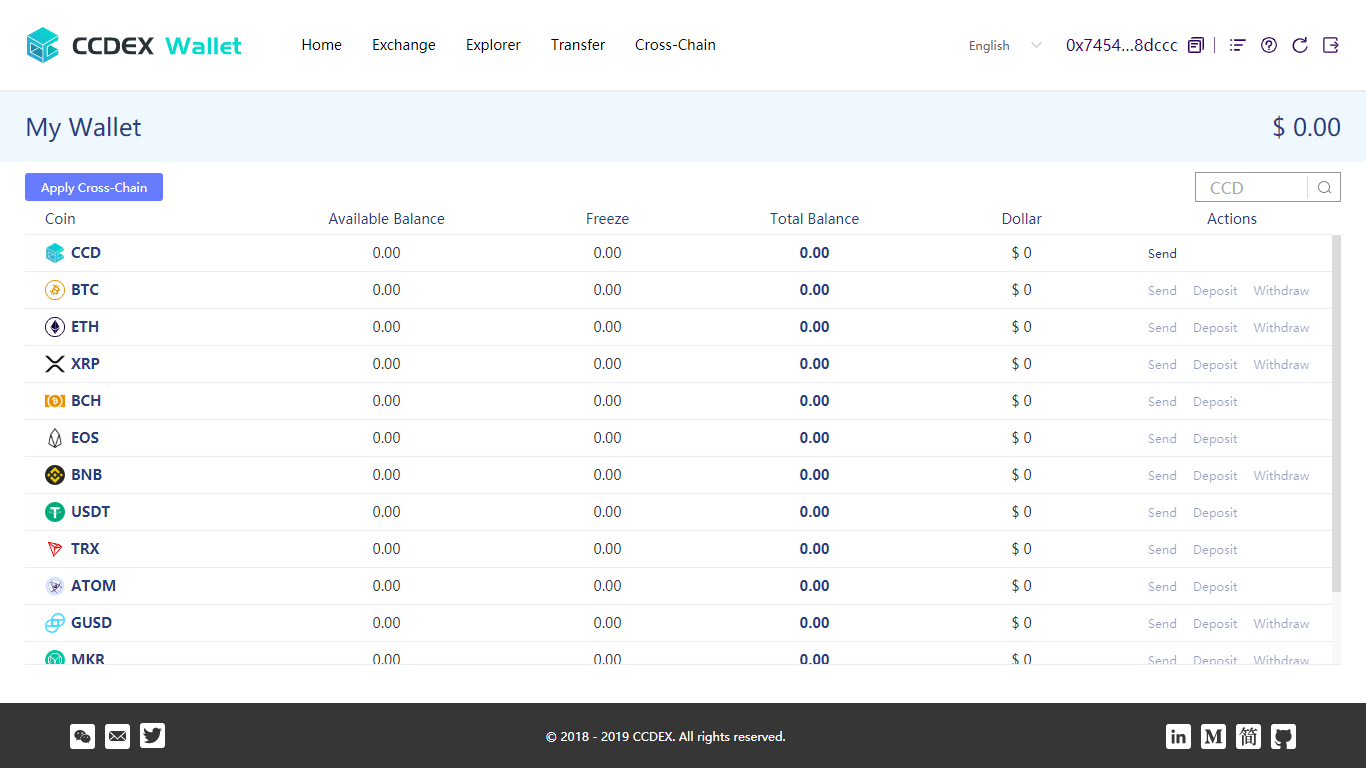 CCDEX Wallet Home Exchange Explorer Transfer Cross-Chain English 0x7454...8dccc
My Wallet $ 0.00
Apply Cross-Chain CCD
Coin Available Balance Freeze Total Balance Dollar Actions
CCD 0.00 0.00 0.00 $ 0 Send
BTC 0.00 0.00 0.00 $ 0 Send Deposit Withdraw
ETH 0.00 0.00 0.00 $ 0 Send Deposit Withdraw
XRP 0.00 0.00 0.00 $ 0 Send Deposit Withdraw
BCH 0.00 0.00 0.00 $ 0 Send Deposit
EOS 0.00 0.00 0.00 $ 0 Send Deposit
BNB 0.00 0.00 0.00 $ 0 Send Deposit Withdraw
USDT 0.00 0.00 0.00 $ 0 Send Deposit
TRX 0.00 0.00 0.00 $ 0 Send Deposit
ATOM 0.00 0.00 0.00 $ 0 Send Deposit
GUSD 0.00 0.00 0.00 $ 0 Send Deposit Withdraw
MKR 0.00 0.00 0.00 $ 0 Send Deposit Withdraw
© 2018 - 2019 CCDEX. All rights reserved. in M 简